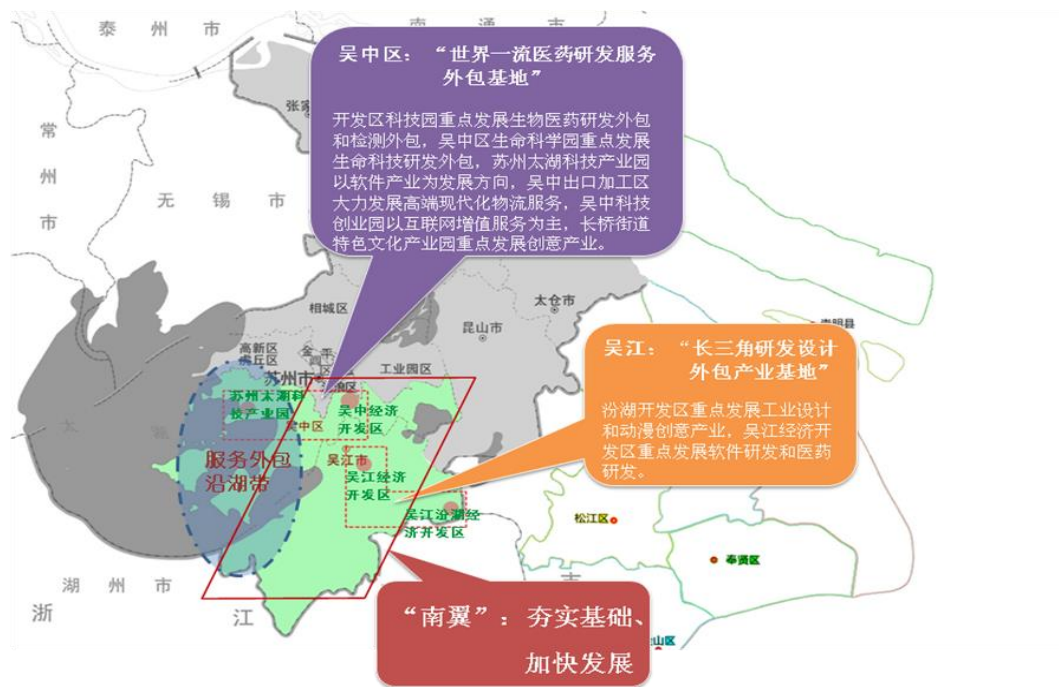 泰州市
南通市
吴中区：“世界一流医药研发服务
外包基地”
开发区科技园重点发展生物医药研发外包
和检测外包，吴中区生命科学园重点发展
生命科技研发外包，苏州太湖科技产业园
以软件产业为发展方向，吴中出口加工区
大力发展高端现代化物流服务，吴中科技
创业园以互联网增值服务为主，长桥街道
特色文化产业园重点发展创意产业。
张家
常州市
无锡市
相城区
太仓市
昆山市
崇明县
高新区
虎丘区
工业园区
苏州市
吴江：“长三角研发设计
外包产业基地”
汾湖开发区重点发展工业设计
和动漫创意产业，吴江经济开
发区重点发展软件研发和医药
研发。
苏州太湖科
技产业园
吴中区
吴中经济
开发区
服务外包
沿湖带
吴江市
吴江经济
开发区
吴江汾湖经
济开发区
松江区
奉贤区
湖州市
浙江
“南翼”：夯实基础、
加快发展
山区